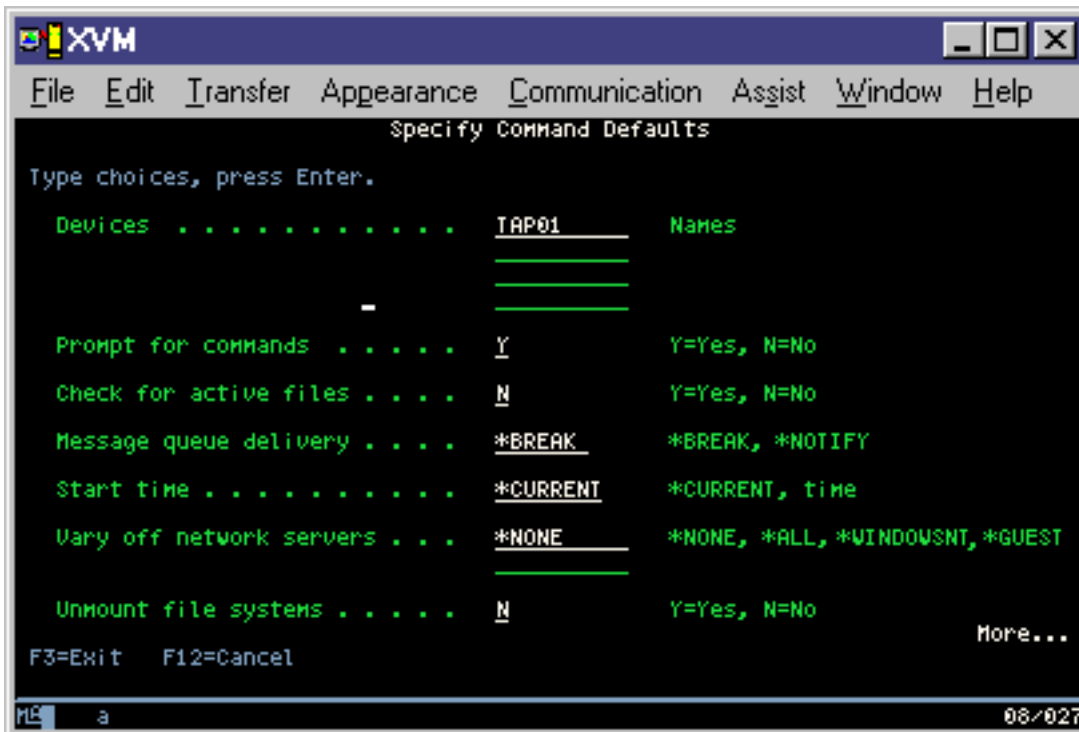 XVM
File Edit Transfer Appearance Communication Assist Window Help
Specify Command Defaults
Type choices, press Enter.
Devices . . . . . . . . . . . TAP01 Names
Prompt for commands . . . . . Y Y=Yes, N=No
Check for active files . . . . N Y=Yes, N=No
Message queue delivery . . . . *BREAK *BREAK, *NOTIFY
Start time . . . . . . . . . . *CURRENT *CURRENT, time
Vary off network servers . . . *NONE *NONE, *ALL, *WINDOWSNT, *GUEST
Unmount file systems . . . . . N Y=Yes, N=No
More...
F3=Exit F12=Cancel
MA a 08/027